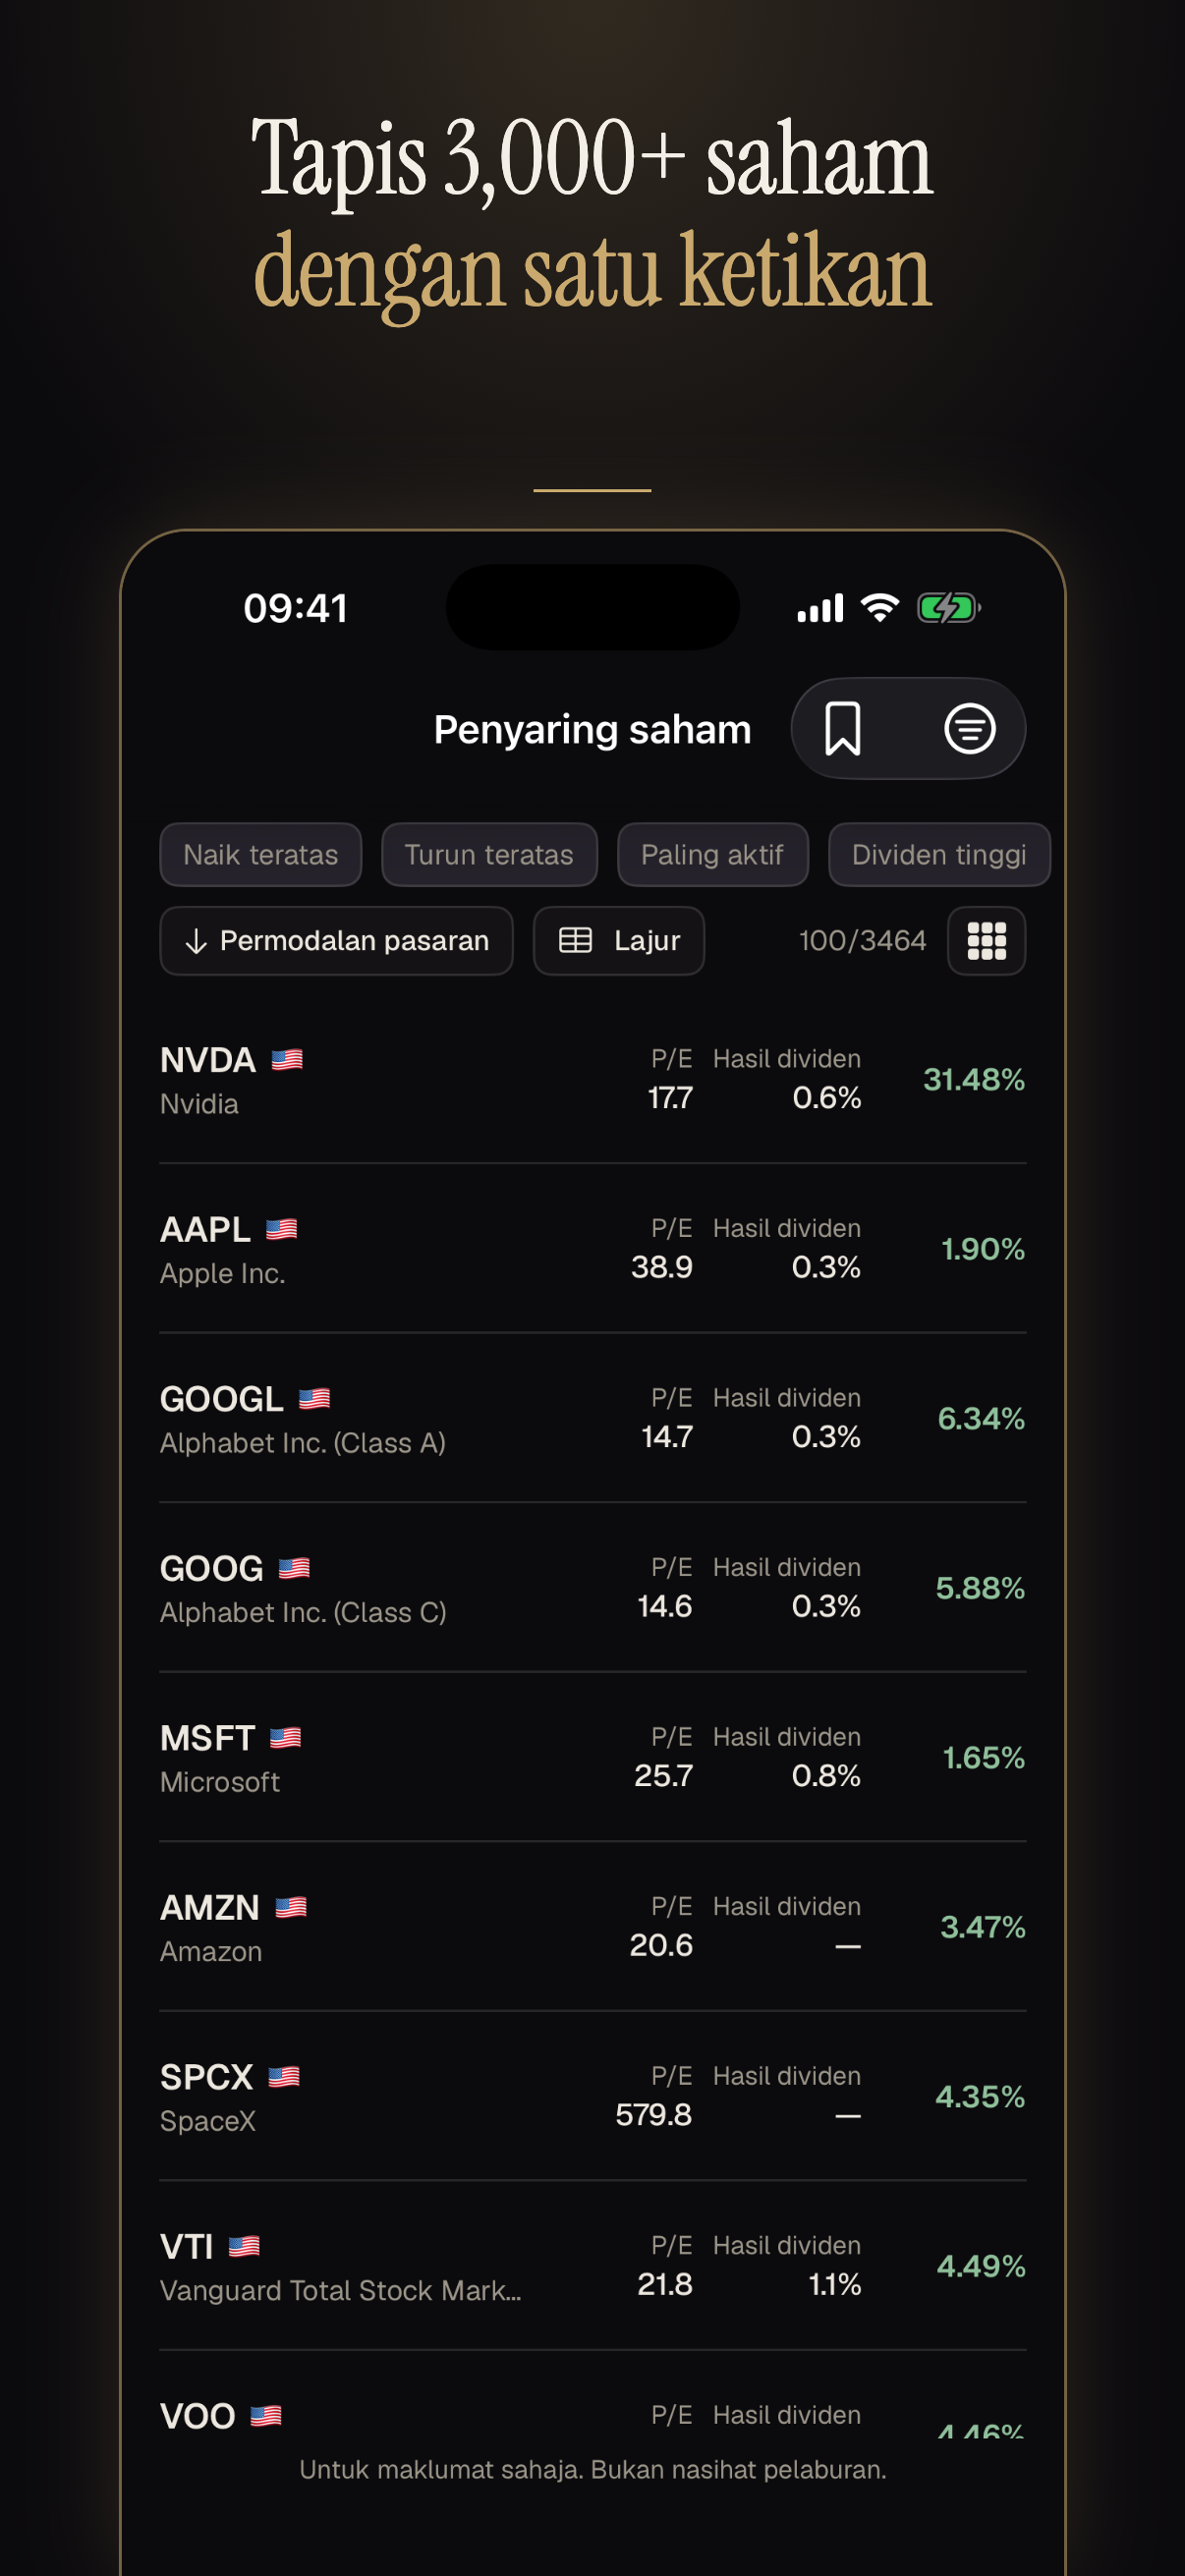 Tapis 3,000+ saham
dengan satu ketikan
09:41
Penyaring saham
Naik teratas Turun teratas Paling aktif Dividen tinggi
Permodalan pasaran Lajur 100/3464
NVDA P/E Hasil dividen
Nvidia 17.7 0.6% 31.48%
AAPL P/E Hasil dividen
Apple Inc. 38.9 0.3% 1.90%
GOOGL P/E Hasil dividen
Alphabet Inc. (Class A) 14.7 0.3% 6.34%
GOOG P/E Hasil dividen
Alphabet Inc. (Class C) 14.6 0.3% 5.88%
MSFT P/E Hasil dividen
Microsoft 25.7 0.8% 1.65%
AMZN P/E Hasil dividen
Amazon 20.6 — 3.47%
SPCX P/E Hasil dividen
SpaceX 579.8 — 4.35%
VTI P/E Hasil dividen
Vanguard Total Stock Mark... 21.8 1.1% 4.49%
VOO P/E Hasil dividen 4.46%
Untuk maklumat sahaja. Bukan nasihat pelaburan.